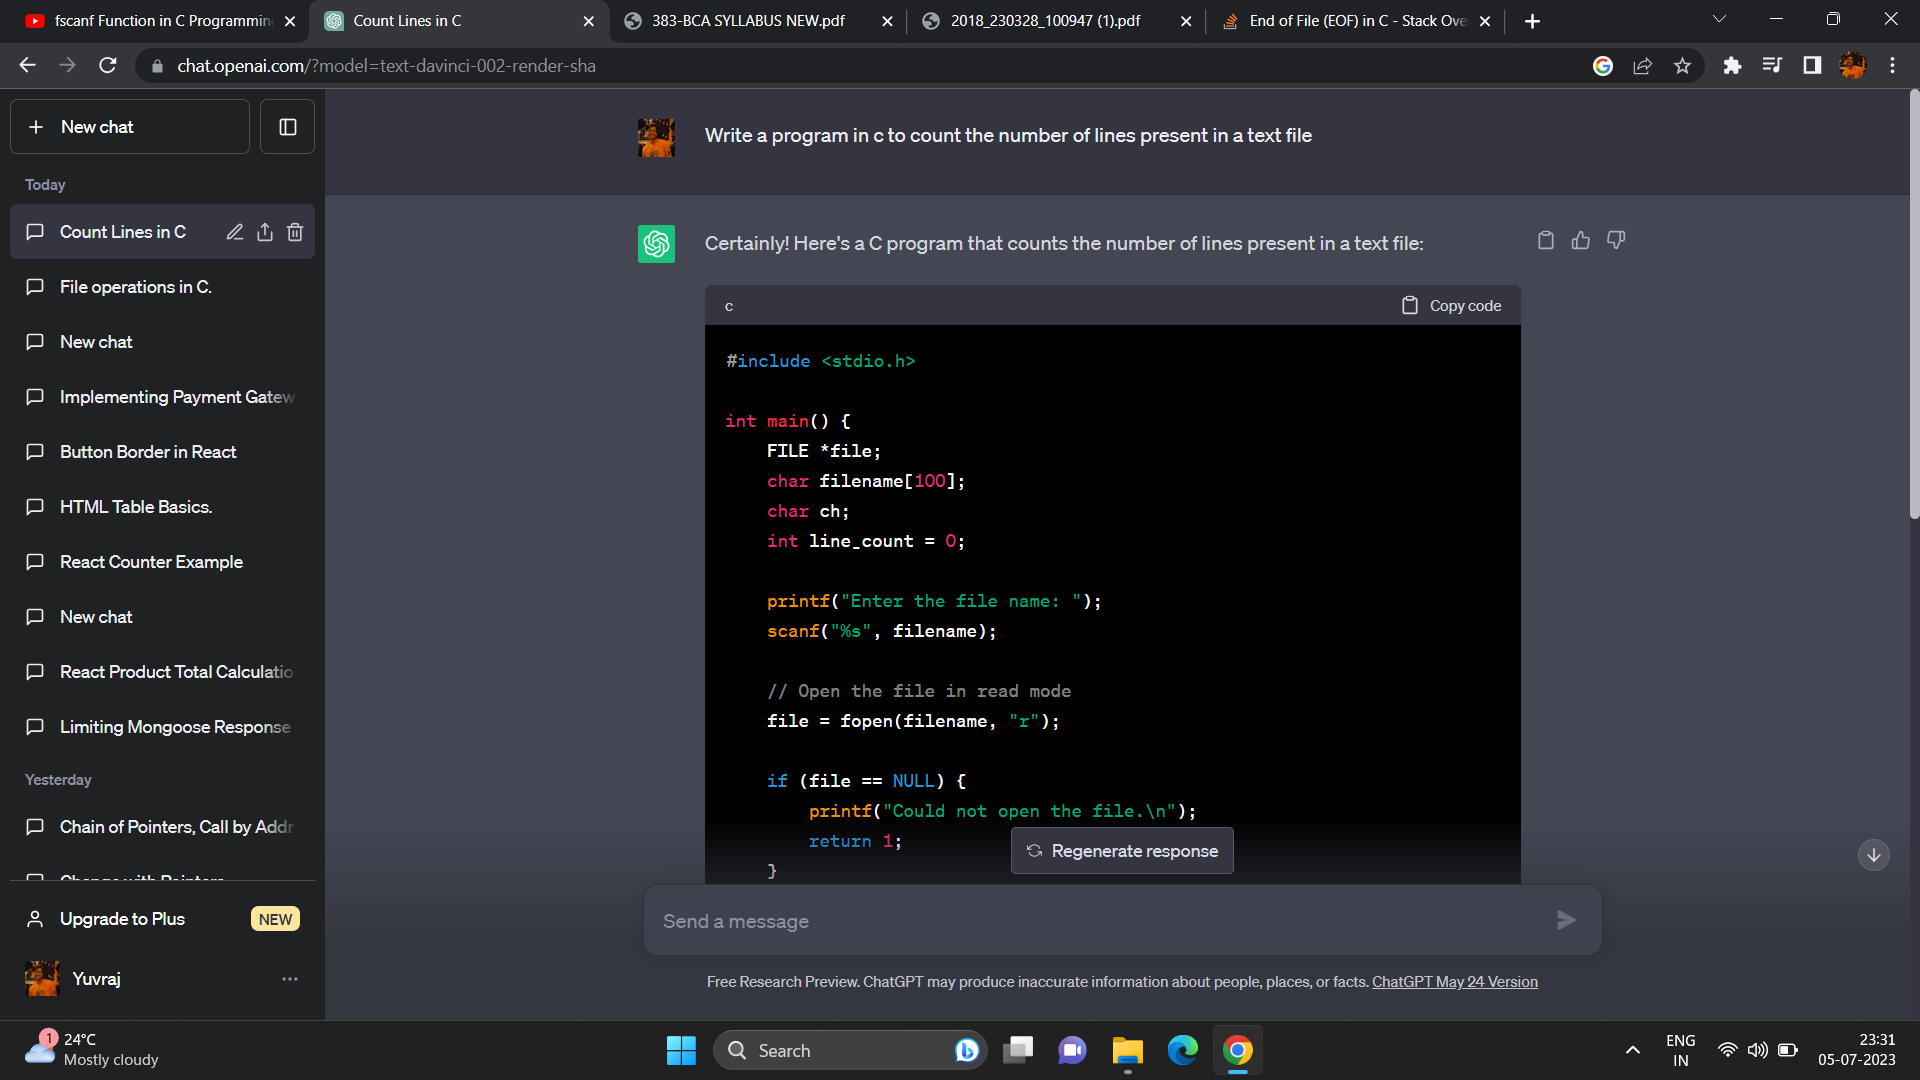 fscanf Function in C Programmin
Count Lines in C
383-BCA SYLLABUS NEW.pdf
2018_230328_100947 (1).pdf
End of File (EOF) in C - Stack Ove
chat.openai.com/?model=text-davinci-002-render-sha
New chat
Today
Count Lines in C
File operations in C.
New chat
Implementing Payment Gatew
Button Border in React
HTML Table Basics.
React Counter Example
New chat
React Product Total Calculatio
Limiting Mongoose Response
Yesterday
Chain of Pointers, Call by Addr
Upgrade to Plus
NEW
Yuvraj
Write a program in c to count the number of lines present in a text file
Certainly! Here's a C program that counts the number of lines present in a text file:
c
Copy code
#include <stdio.h>
int main() {
    FILE *file;
    char filename[100];
    char ch;
    int line_count = 0;
    printf("Enter the file name: ");
    scanf("%s", filename);
    // Open the file in read mode
    file = fopen(filename, "r");
    if (file == NULL) {
        printf("Could not open the file.\n");
        return 1;
    }
Regenerate response
Send a message
Free Research Preview. ChatGPT may produce inaccurate information about people, places, or facts. ChatGPT May 24 Version
1
24°C
Mostly cloudy
Search
ENG
IN
23:31
05-07-2023